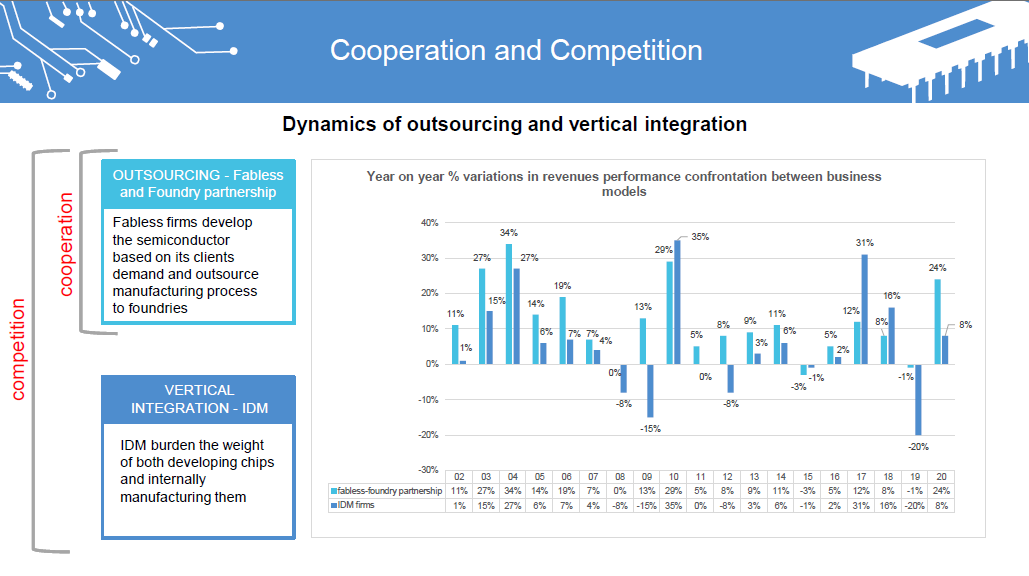 Cooperation and Competition
Dynamics of outsourcing and vertical integration
competition
cooperation
OUTSOURCING - Fabless
and Foundry partnership
Fabless firms develop
the semiconductor
based on its clients
demand and outsource
manufacturing process
to foundries
VERTICAL
INTEGRATION - IDM
IDM burden the weight
of both developing chips
and internally
manufacturing them
Year on year % variations in revenues performance confrontation between business
models
40%
30%
20%
10%
0%
-10%
-20%
-30%
11% 27% 34% 14% 19% 7% 0% 13% 29% 5% 8% 9% 11% -3% 5% 12% 8% -1% 24%
1% 15% 27% 6% 7% 4% -8% -15% 35% 0% -8% 3% 6% -1% 2% 31% 16% -20% 8%
02 03 04 05 06 07 08 09 10 11 12 13 14 15 16 17 18 19 20
fabless-foundry partnership 11% 27% 34% 14% 19% 7% 0% 13% 29% 5% 8% 9% 11% -3% 5% 12% 8% -1% 24%
IDM firms 1% 15% 27% 6% 7% 4% -8% -15% 35% 0% -8% 3% 6% -1% 2% 31% 16% -20% 8%